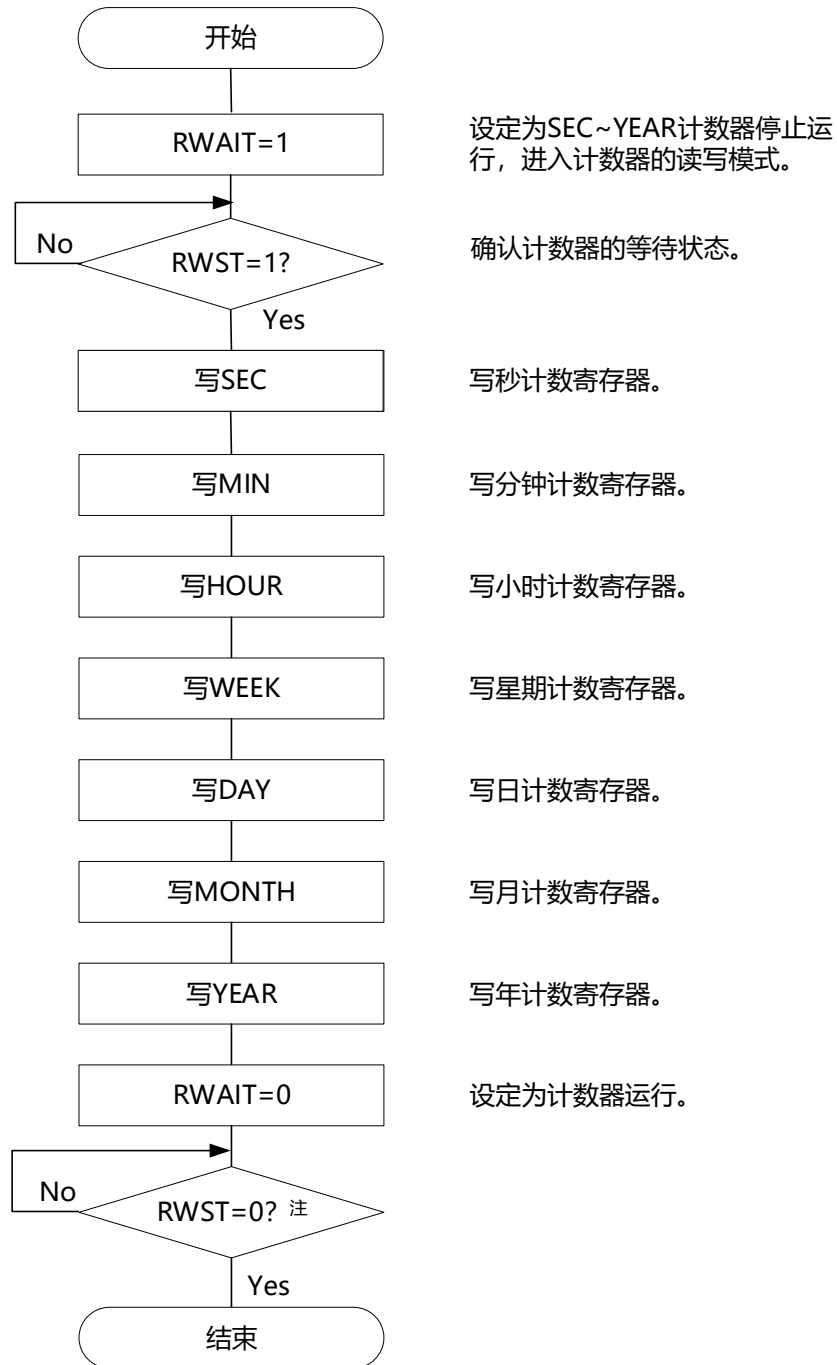 开始
RWAIT=1
设定为SEC~YEAR计数器停止运
行，进入计数器的读写模式。
No
RWST=1?
确认计数器的等待状态。
Yes
写SEC
写秒计数寄存器。
写MIN
写分钟计数寄存器。
写HOUR
写小时计数寄存器。
写WEEK
写星期计数寄存器。
写DAY
写日计数寄存器。
写MONTH
写月计数寄存器。
写YEAR
写年计数寄存器。
RWAIT=0
设定为计数器运行。
No
RWST=0? 注
Yes
结束